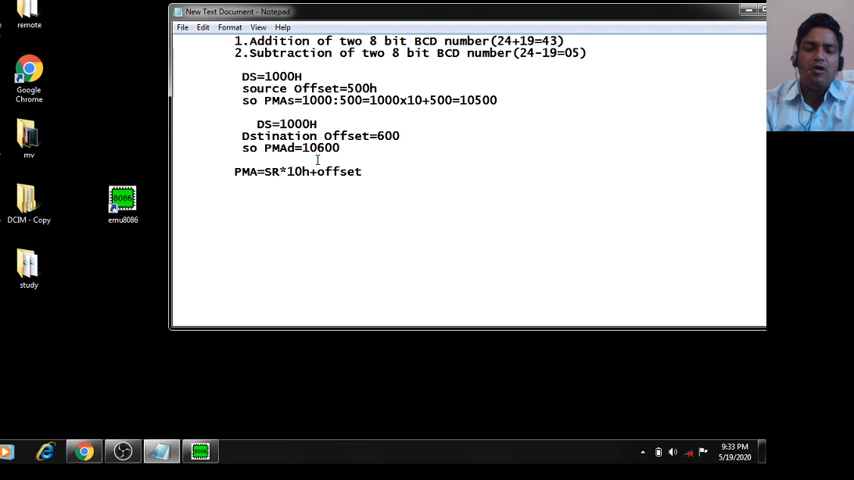 New Text Document - Notepad
File Edit Format View Help
1.Addition of two 8 bit BCD number(24+19=43)
2.Subtraction of two 8 bit BCD number(24-19=05)
DS=1000H
source Offset=500h
so PMAs=1000:500=1000x10+500=10500
DS=1000H
Dstination Offset=600
so PMAd=10600
PMA=SR*10h+offset
remote
Google
Chrome
mv
DCIM - Copy
8086
emu8086
study
8086
9:33 PM
5/19/2020